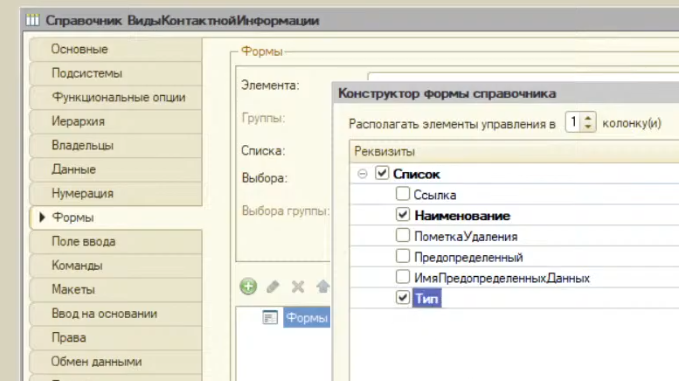 Справочник ВидыКонтактнойИнформации
Основные
Подсистемы
Функциональные опции
Иерархия
Владельцы
Данные
Нумерация
Формы
Поле ввода
Команды
Макеты
Ввод на основании
Права
Обмен данными
Формы
Элемента:
Группы:
Списка:
Выбора:
Выбора группы:
Формы
Конструктор формы справочника
Располагать элементы управления в 1 колонку(и)
Реквизиты
Список
Ссылка
Наименование
ПометкаУдаления
Предопределенный
ИмяПредопределенныхДанных
Тип